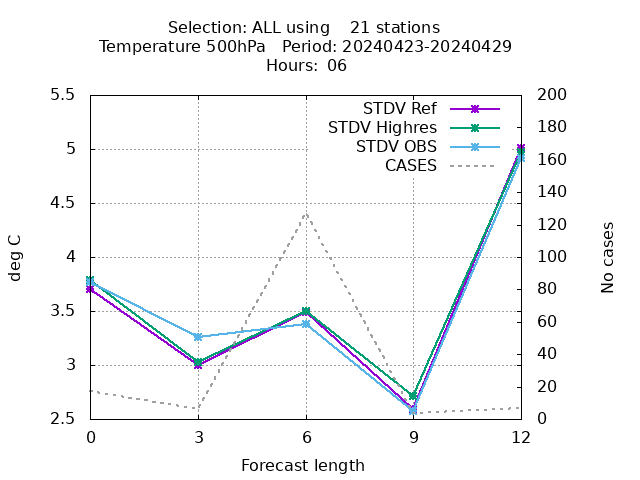 Selection: ALL using    21 stations
Temperature 500hPa   Period: 20240423-20240429
Hours: 06
STDV Ref
STDV Highres
STDV OBS
CASES
deg C
5.5
5
4.5
4
3.5
3
2.5
200
180
160
140
120
100
80
60
40
20
0
No cases
0 3 6 9 12
Forecast length